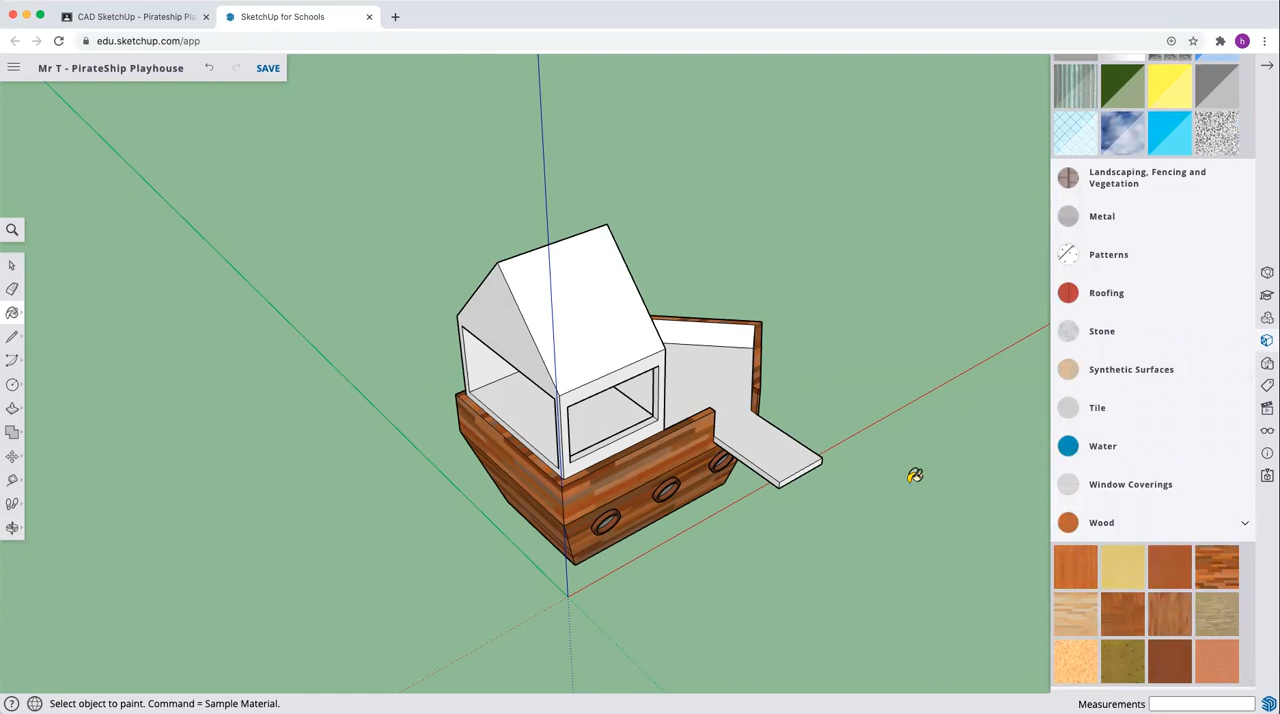 CAD SketchUp - Pirateship Pla
SketchUp for Schools
edu.sketchup.com/app
h
Mr T - PirateShip Playhouse
SAVE
Landscaping, Fencing and
Vegetation
Metal
Patterns
Roofing
Stone
Synthetic Surfaces
Tile
Water
Window Coverings
Wood
Select object to paint. Command = Sample Material.
Measurements